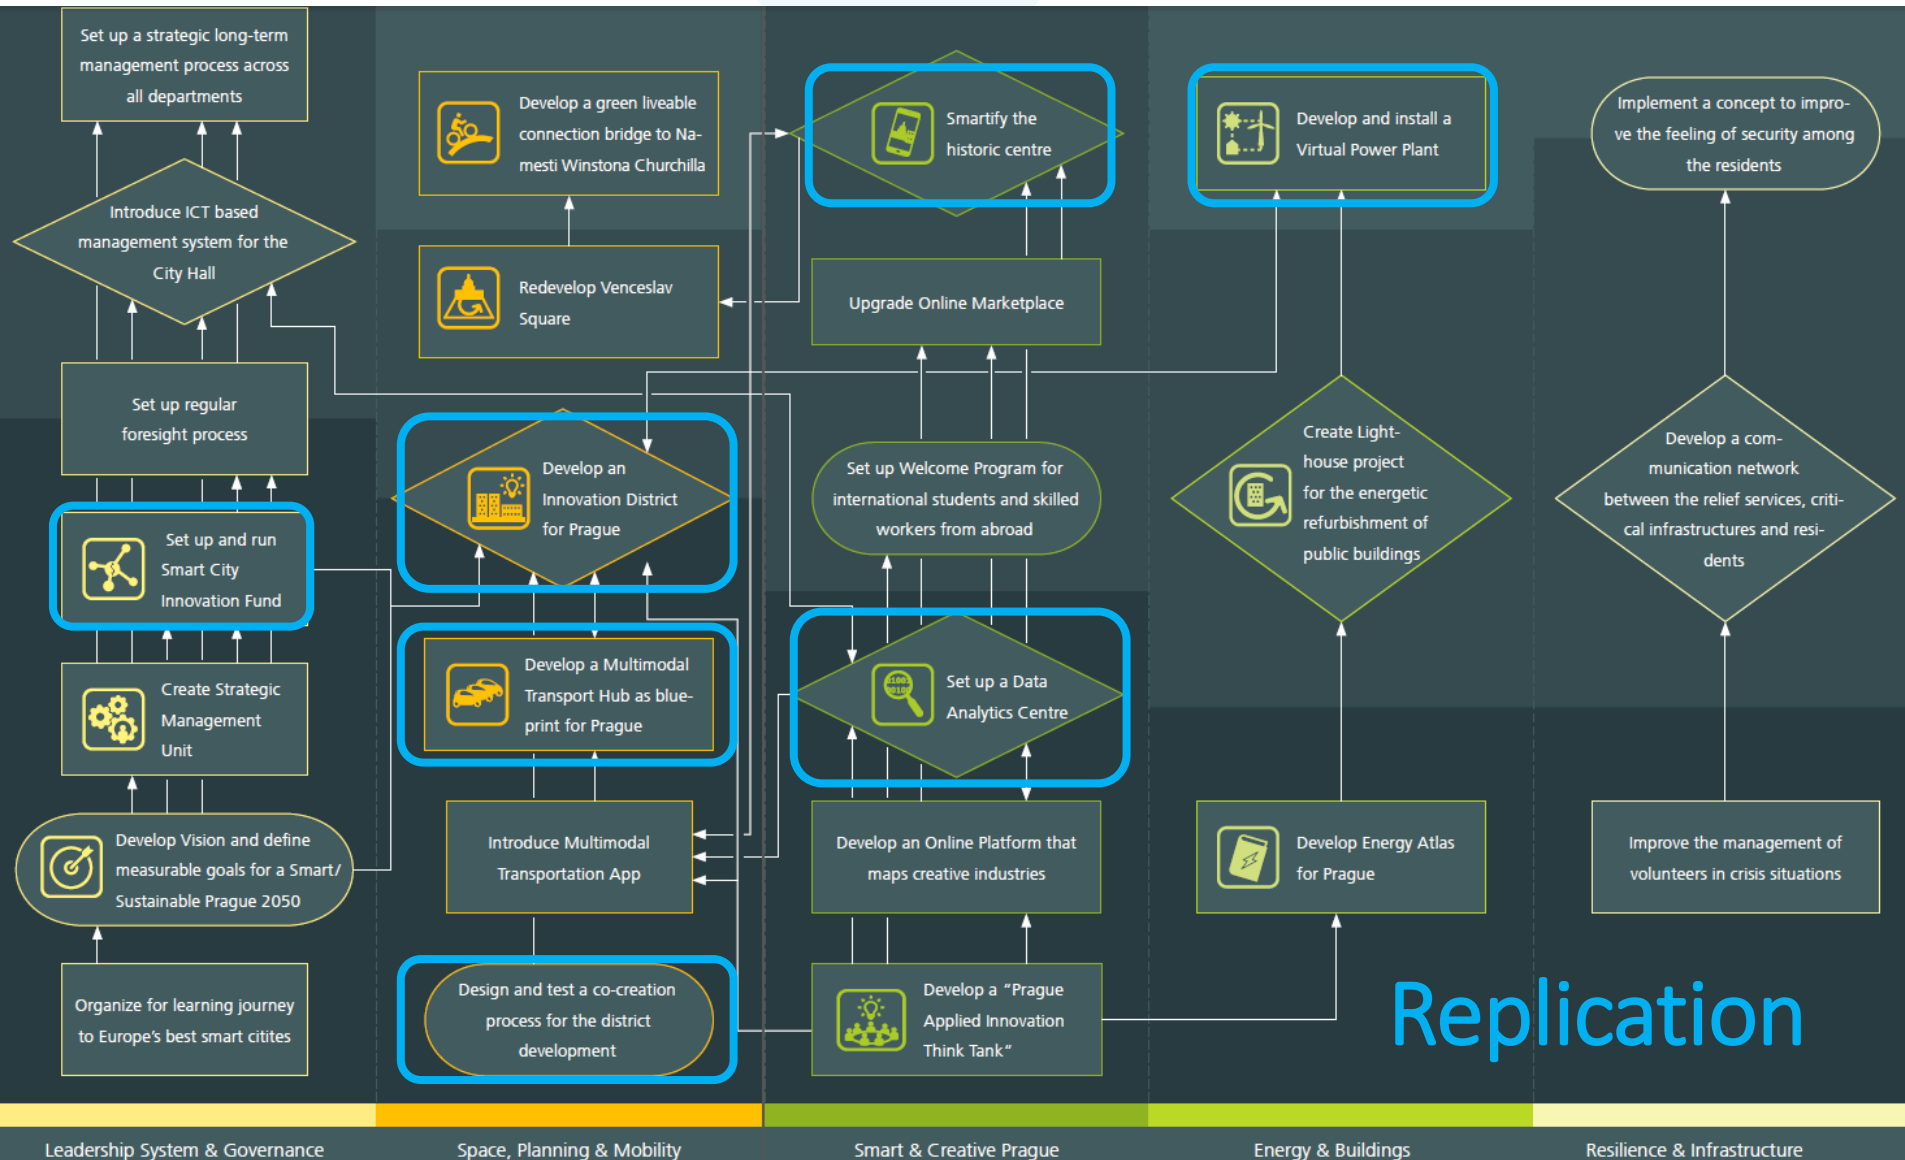 Set up a strategic long-term
management process across
all departments
Introduce ICT based
management system for the
City Hall
Set up regular
foresight process
Set up and run
Smart City
Innovation Fund
Create Strategic
Management
Unit
Develop Vision and define
measurable goals for a Smart/
Sustainable Prague 2050
Organize for learning journey
to Europe's best smart citites
Develop a green liveable
connection bridge to Na-
mesti Winstona Churchilla
Redevelop Venceslav
Square
Develop an
Innovation District
for Prague
Develop a Multimodal
Transport Hub as blue-
print for Prague
Introduce Multimodal
Transportation App
Design and test a co-creation
process for the district
development
Smartify the
historic centre
Upgrade Online Marketplace
Set up Welcome Program for
international students and skilled
workers from abroad
Set up a Data
Analytics Centre
01001
00100
Develop an Online Platform that
maps creative industries
Develop a "Prague
Applied Innovation
Think Tank"
Develop and install a
Virtual Power Plant
Create Light-
house project
for the energetic
refurbishment of
public buildings
Develop Energy Atlas
for Prague
Implement a concept to impro-
ve the feeling of security among
the residents
Develop a com-
munication network
between the relief services, criti-
cal infrastructures and resi-
dents
Improve the management of
volunteers in crisis situations
Replication
Leadership System & Governance
Space, Planning & Mobility
Smart & Creative Prague
Energy & Buildings
Resilience & Infrastructure